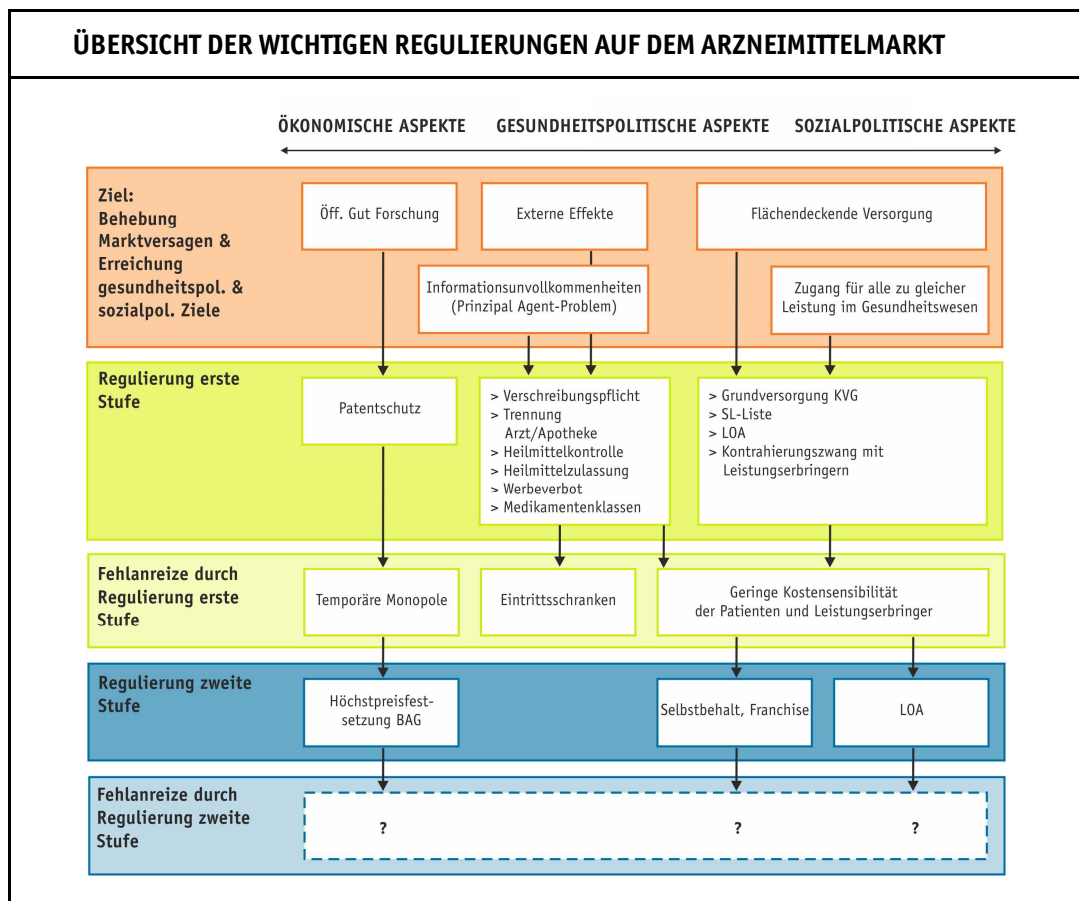 ÜBERSICHT DER WICHTIGEN REGULIERUNGEN AUF DEM ARZNEIMITTELMARKT
ÖKONOMISCHE ASPEKTE
GESUNDHEITSPOLITISCHE ASPEKTE
SOZIALPOLITISCHE ASPEKTE
Ziel:
Behebung
Marktversagen &
Erreichung
gesundheitspol. &
sozialpol. Ziele
Öff. Gut Forschung
Externe Effekte
Flächendeckende Versorgung
Informationsunvollkommenheiten
(Prinzipal Agent-Problem)
Zugang für alle zu gleicher
Leistung im Gesundheitswesen
Regulierung erste
Stufe
Patentschutz
> Verschreibungspflicht
> Trennung
Arzt/Apotheke
> Heilmittelkontrolle
> Heilmittelzulassung
> Werbeverbot
> Medikamentenklassen
> Grundversorgung KVG
> SL-Liste
> LOA
> Kontrahierungszwang mit
Leistungserbringern
Fehlanreize durch
Regulierung erste
Stufe
Temporäre Monopole
Eintrittsschranken
Geringe Kostensensibilität
der Patienten und Leistungserbringer
Regulierung zweite
Stufe
Höchstpreisfest-
setzung BAG
Selbstbehalt, Franchise
LOA
Fehlanreize durch
Regulierung zweite
Stufe
?
?
?